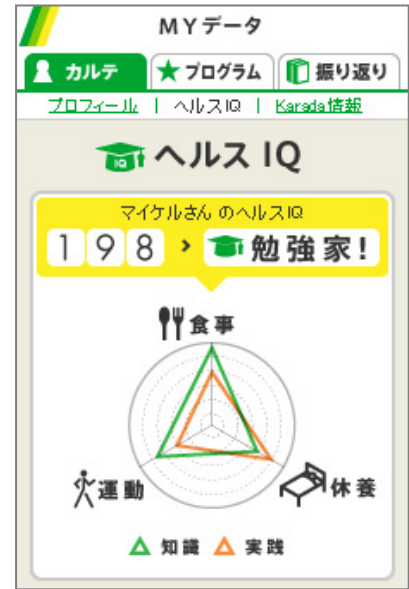 MYデータ
カルテ ★プログラム 振り返り
プロフィール | ヘルスIQ | Karada情報
IQ ヘルス IQ
マイケルさん のヘルスIQ
198 > 勉強家!
食事
運動 休養
△ 知識 △ 実践